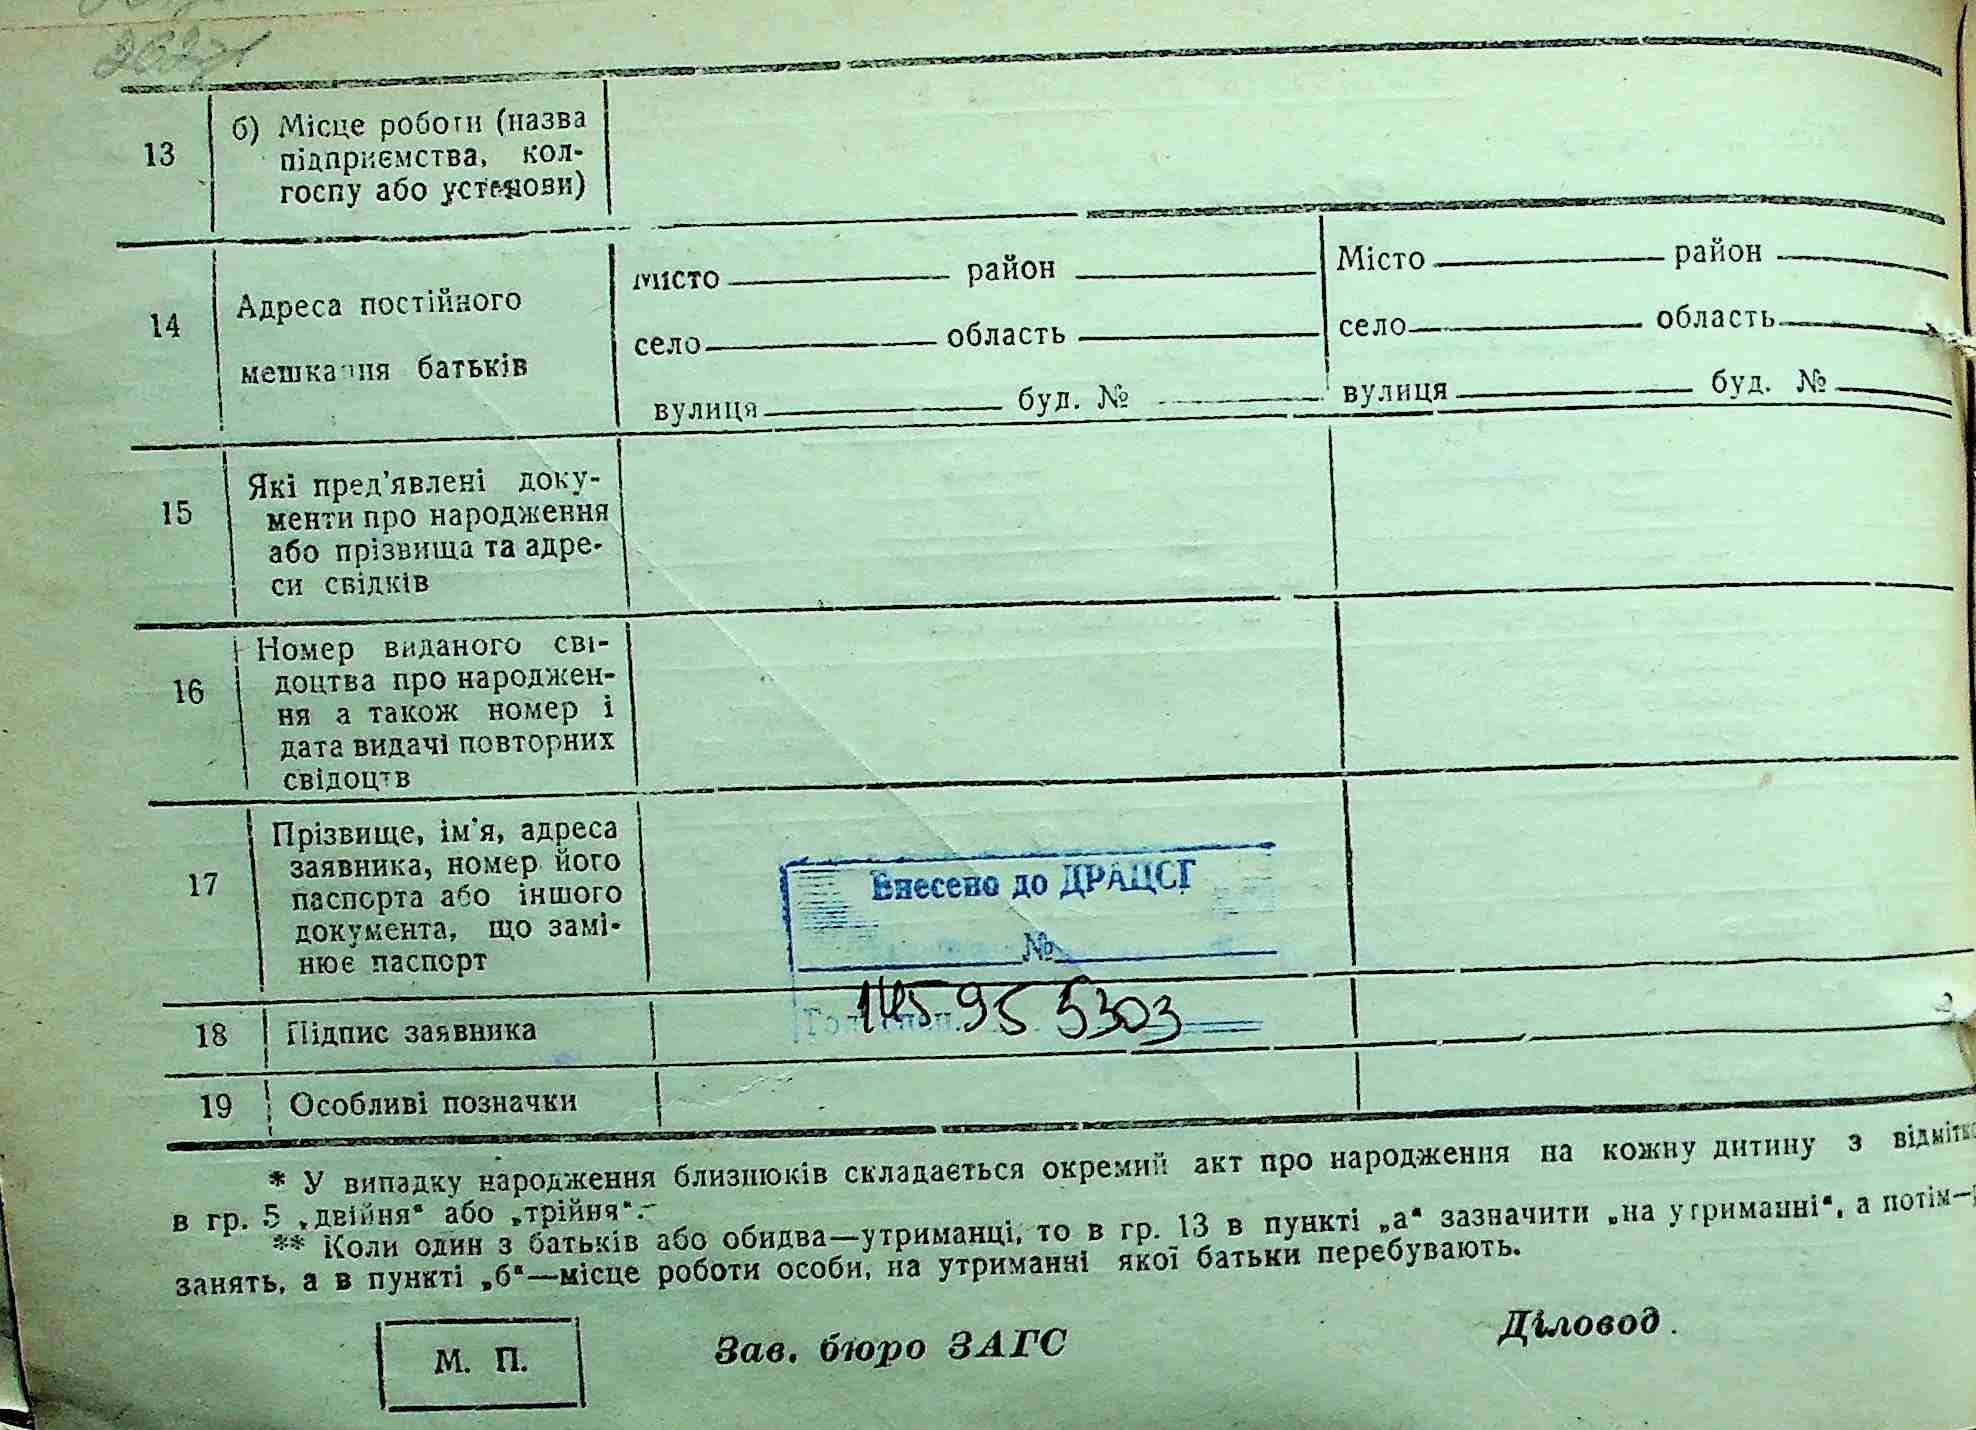 13
б) Місце роботи (назва
підприємства, кол-
госпу або установи)
14
Адреса постійного
мешкання батьків
місто район
село область
вулиця буд. №
Місто район
село область
вулиця буд. №
15
Які пред'явлені доку-
менти про народження
або прізвища та адре-
си свідків
16
Номер виданого сві-
доцтва про народжен-
ня а також номер і
дата видачі повторних
свідоцтв
17
Прізвище, ім'я, адреса
заявника, номер його
паспорта або іншого
документа, що замі-
нює паспорт
Внесено до ДРАЦСГ
№
145 95 5303
18
Підпис заявника
19
Особливі позначки
* У випадку народження близнюків складається окремий акт про народження на кожну дитину з
в гр. 5 „двійня“ або „трійня“.
** Коли один з батьків або обидва—утриманці, то в гр. 13 в пункті „а“ зазначити „на утриманні“, а потім—
занять, а в пункті „б“—місце роботи особи, на утриманні якої батьки перебувають.
М. П.
Зав. бюро ЗАГС
Діловод.